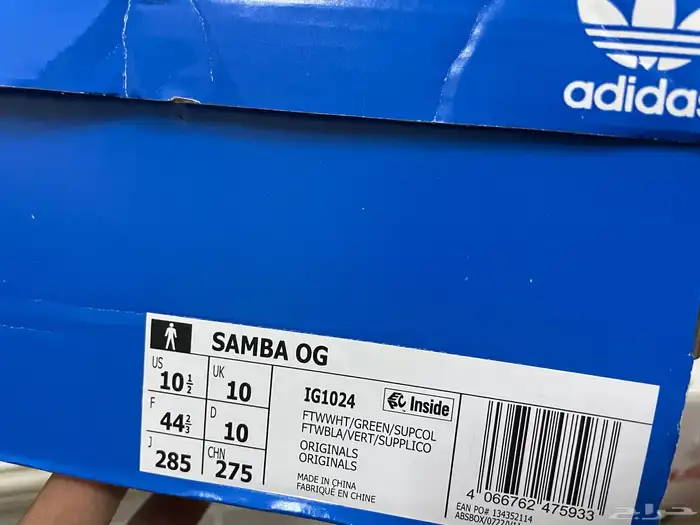 adidas
SAMBA OG
US 10½
UK 10
F 44⅔
D 10
J 285
CHN 275
IG1024
Inside
FTWWHT/GREEN/SUPCOL
FTWBLA/VERT/SUPPLICO
ORIGINALS
ORIGINALS
MADE IN CHINA
FABRIQUÉ EN CHINE
4 066762 475933
EAN PO# 134352114
حراج